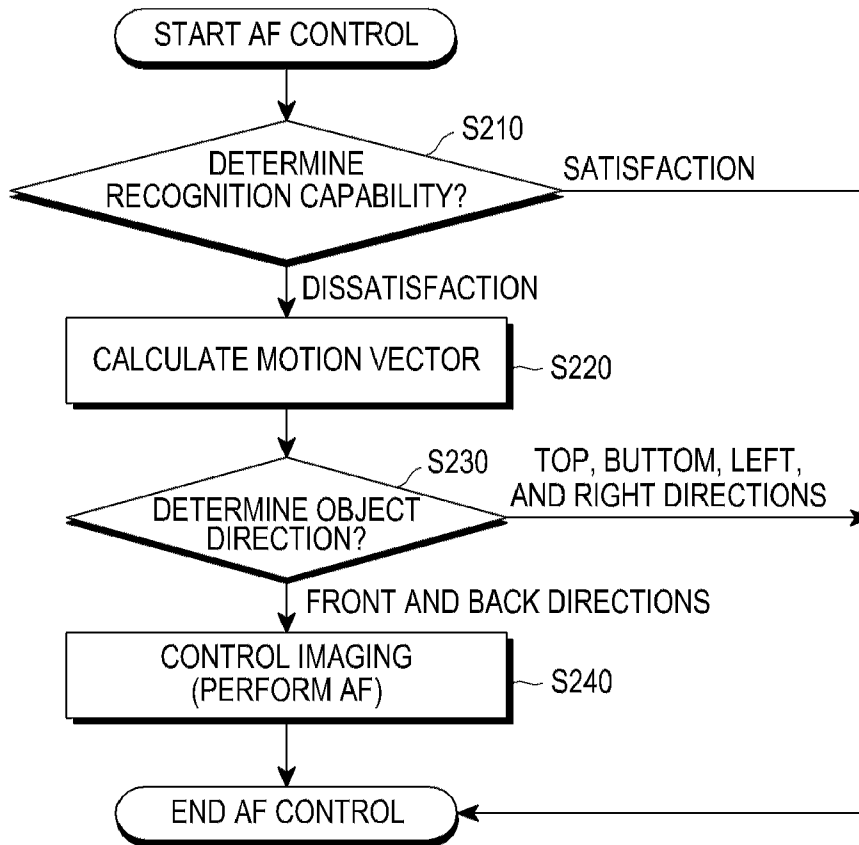 START AF CONTROL
S210
DETERMINE
RECOGNITION CAPABILITY?
SATISFACTION
DISSATISFACTION
CALCULATE MOTION VECTOR
S220
S230
TOP, BUTTOM, LEFT,
AND RIGHT DIRECTIONS
DETERMINE OBJECT
DIRECTION?
FRONT AND BACK DIRECTIONS
CONTROL IMAGING
(PERFORM AF)
S240
END AF CONTROL